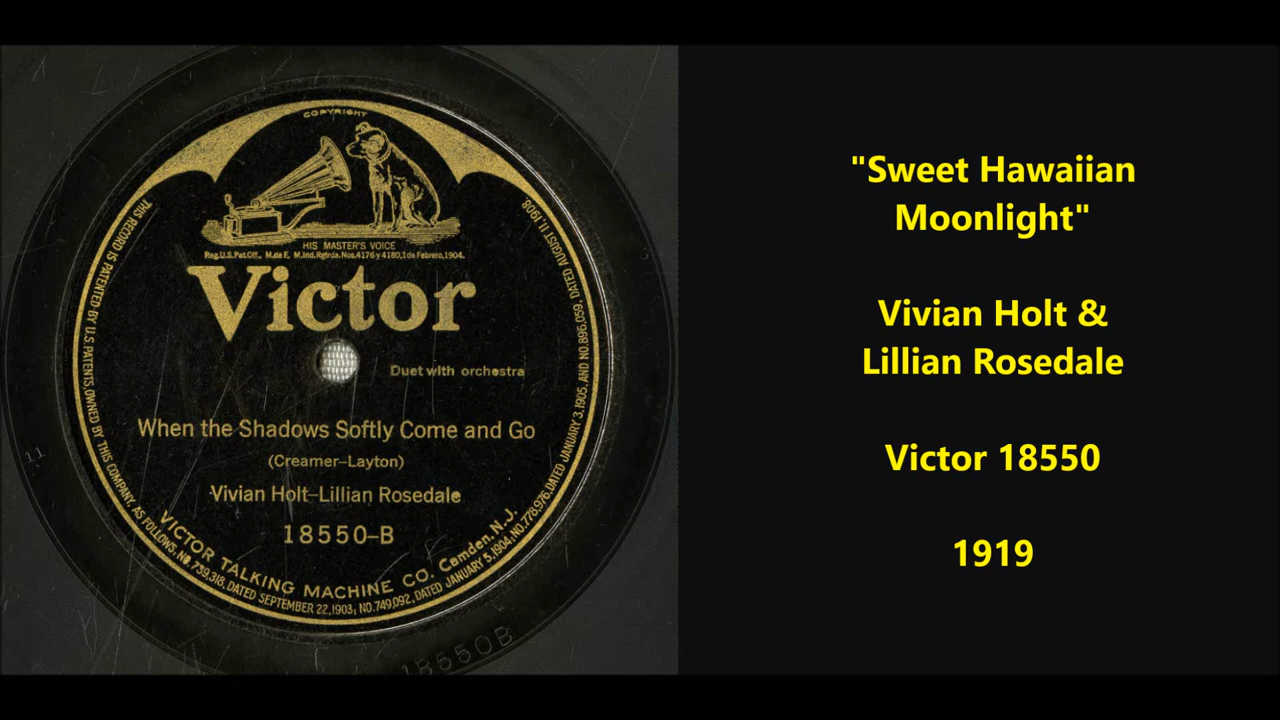 COPYRIGHT
HIS MASTER'S VOICE
Reg.U.S.Pat.Off., M.de F., M.Ind.Rgtrda.Nos.4176 y 4180,1 de Febrero,1904.
Victor
Duet with orchestra
When the Shadows Softly Come and Go
(Creamer–Layton)
Vivian Holt–Lillian Rosedale
18550–B
VICTOR TALKING MACHINE CO. Camden, N.J.
THIS RECORD IS PATENTED BY U.S. PATENTS, OWNED BY THIS COMPANY, AS FOLLOWS, NO. 739,318, DATED SEPTEMBER 22, 1903; NO. 749,092, DATED JANUARY 5, 1904; NO. 778,976, DATED JANUARY 3, 1905, AND NO. 896,059, DATED AUGUST 11, 1908.
18550B
11
"Sweet Hawaiian
Moonlight"
Vivian Holt &
Lillian Rosedale
Victor 18550
1919